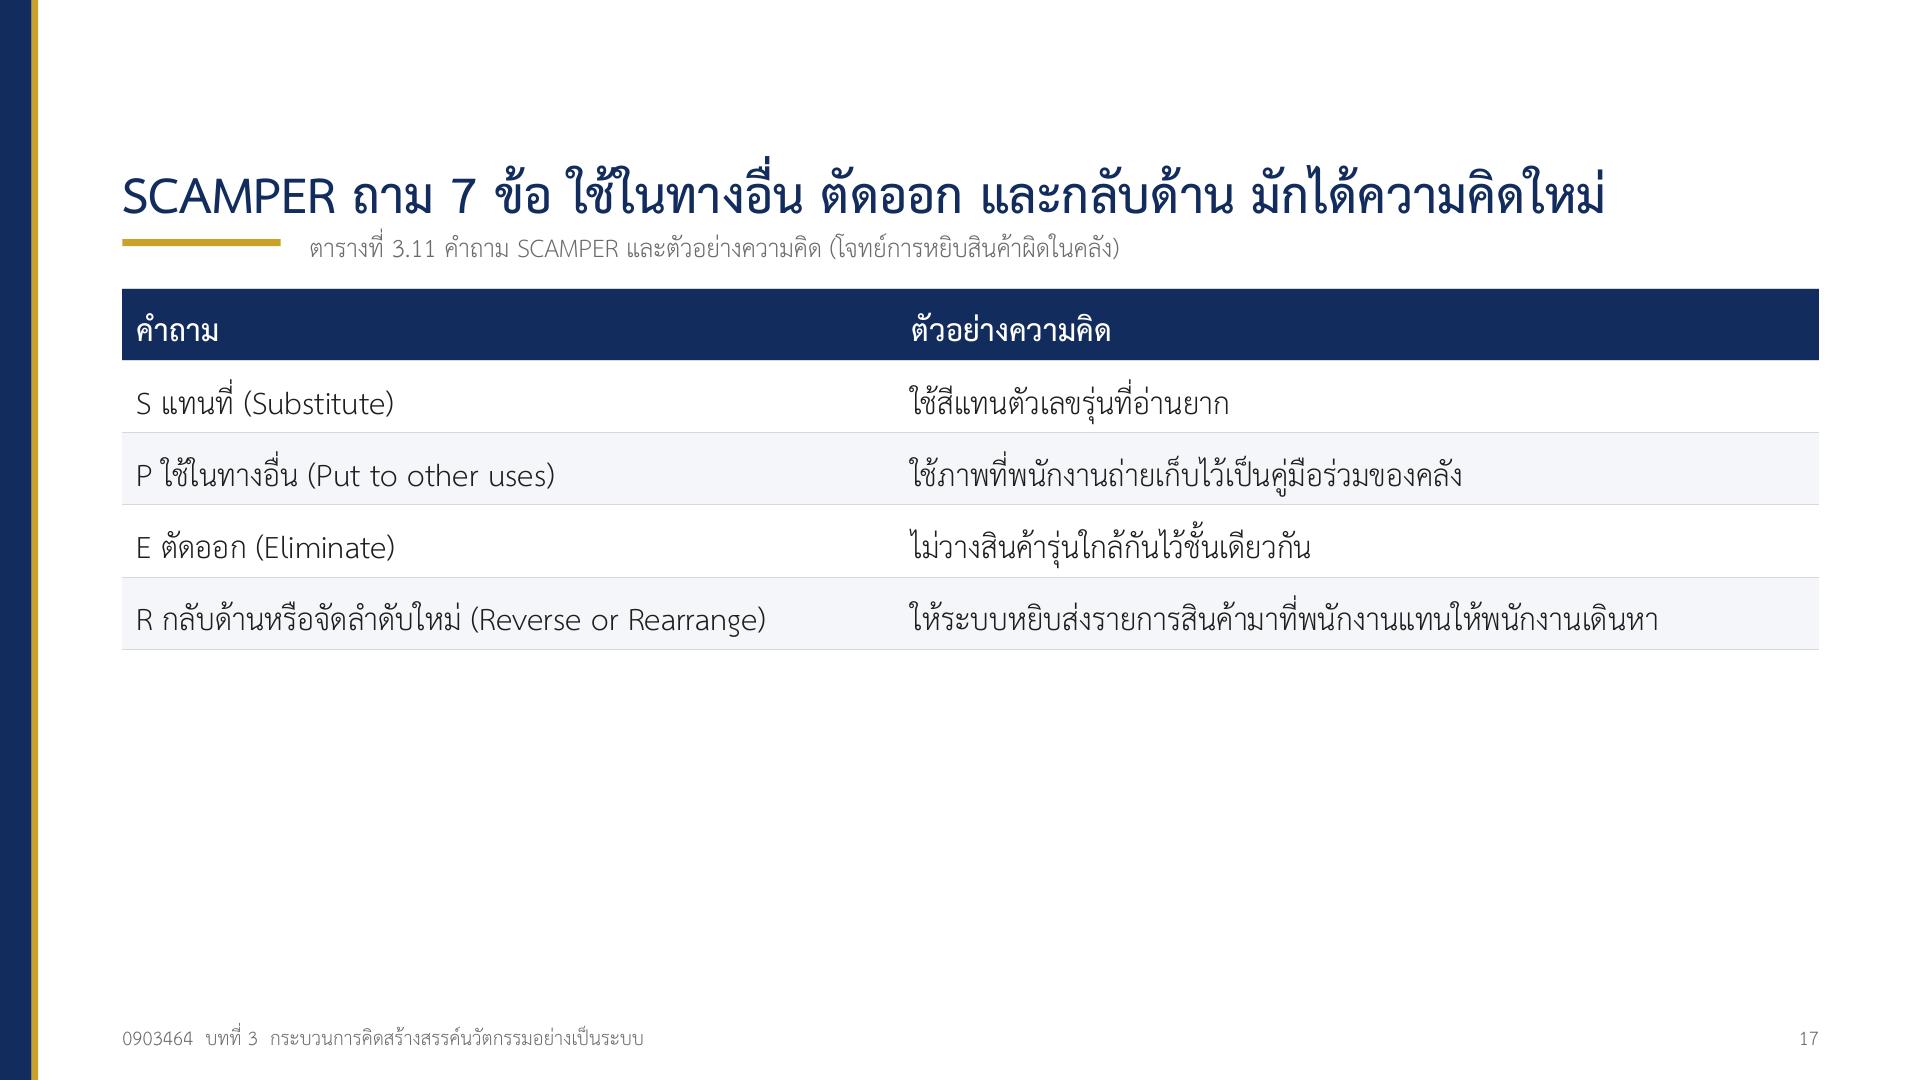 SCAMPER ถาม 7 ข้อ ใช้ในทางอื่น ตัดออก และกลับด้าน มักได้ความคิดใหม่
ตารางที่ 3.11 คำถาม SCAMPER และตัวอย่างความคิด (โจทย์การหยิบสินค้าผิดในคลัง)
คำถาม ตัวอย่างความคิด
S แทนที่ (Substitute) ใช้สีแทนตัวเลขรุ่นที่อ่านยาก
P ใช้ในทางอื่น (Put to other uses) ใช้ภาพที่พนักงานถ่ายเก็บไว้เป็นคู่มือร่วมของคลัง
E ตัดออก (Eliminate) ไม่วางสินค้ารุ่นใกล้กันไว้ชั้นเดียวกัน
R กลับด้านหรือจัดลำดับใหม่ (Reverse or Rearrange) ให้ระบบหยิบส่งรายการสินค้ามาที่พนักงานแทนให้พนักงานเดินหา
0903464 บทที่ 3 กระบวนการคิดสร้างสรรค์นวัตกรรมอย่างเป็นระบบ 17